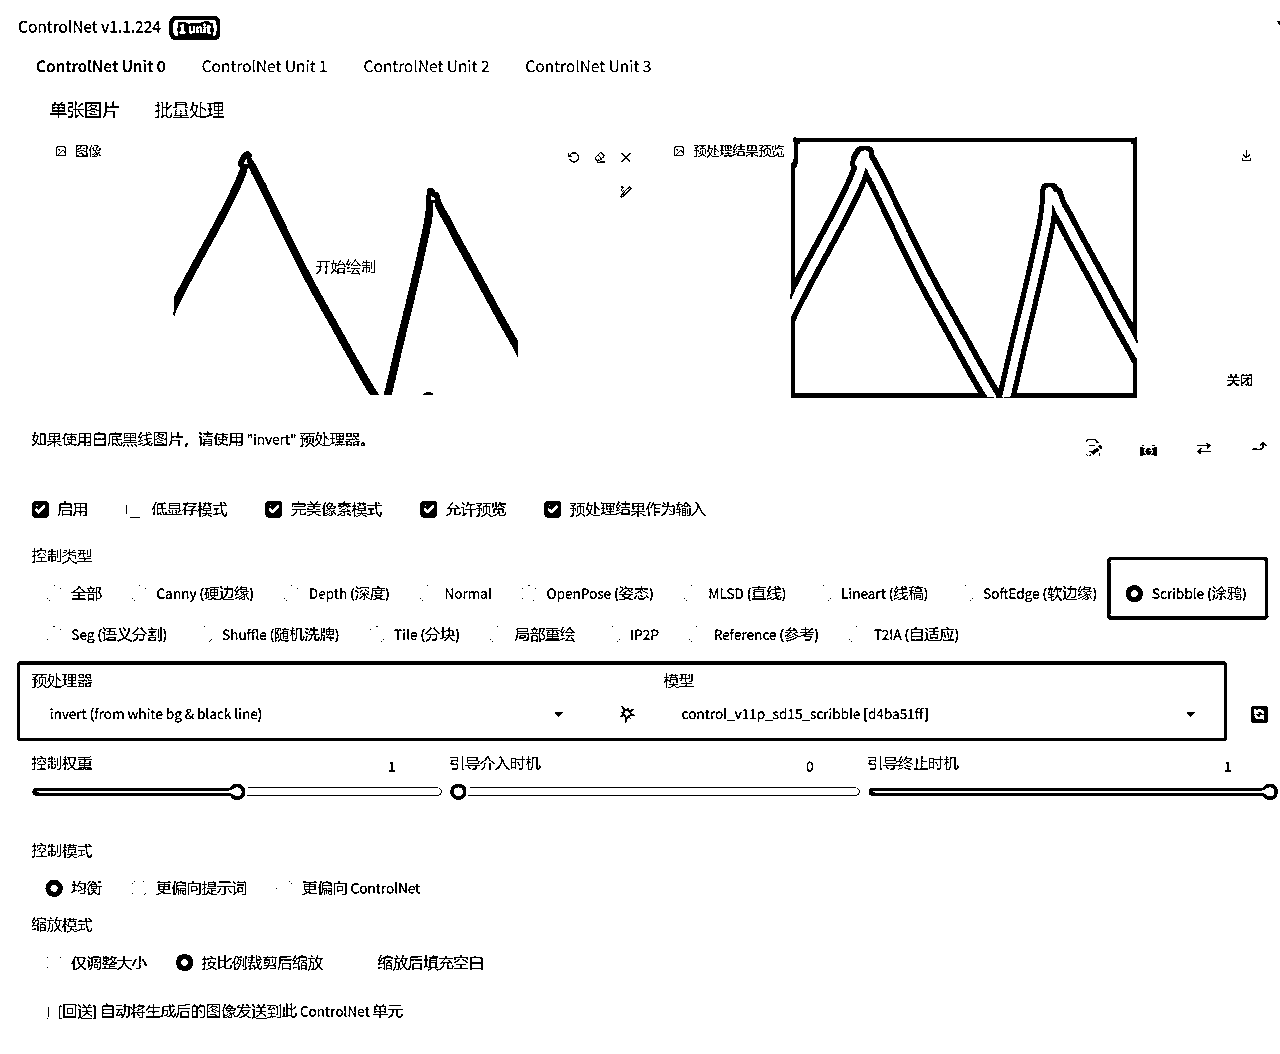 ControlNet v1.1.224 (1 unit)
ControlNet Unit 0 ControlNet Unit 1 ControlNet Unit 2 ControlNet Unit 3
单张图片 批量处理
图像 预处理结果预览
开始绘制
关闭
如果使用白底黑线图片，请使用 "invert" 预处理器。
启用 低显存模式 完美像素模式 允许预览 预处理结果作为输入
控制类型
全部 Canny (硬边缘) Depth (深度) Normal OpenPose (姿态) MLSD (直线) Lineart (线稿) SoftEdge (软边缘) Scribble (涂鸦)
Seg (语义分割) Shuffle (随机洗牌) Tile (分块) 局部重绘 IP2P Reference (参考) T2IA (自适应)
预处理器 模型
invert (from white bg & black line) control_v11p_sd15_scribble [d4ba51ff]
控制权重 1 引导介入时机 0 引导终止时机 1
控制模式
均衡 更偏向提示词 更偏向 ControlNet
缩放模式
仅调整大小 按比例裁剪后缩放 缩放后填充空白
[回送] 自动将生成后的图像发送到此 ControlNet 单元